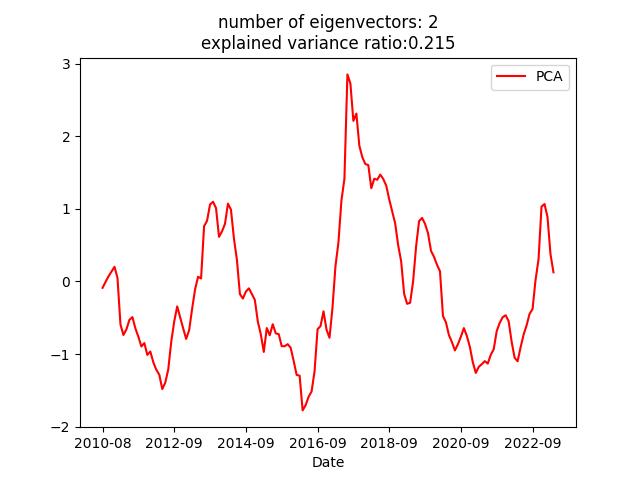 number of eigenvectors: 2
explained variance ratio:0.215
PCA
3
2
1
0
−1
−2
2010-08 2012-09 2014-09 2016-09 2018-09 2020-09 2022-09
Date